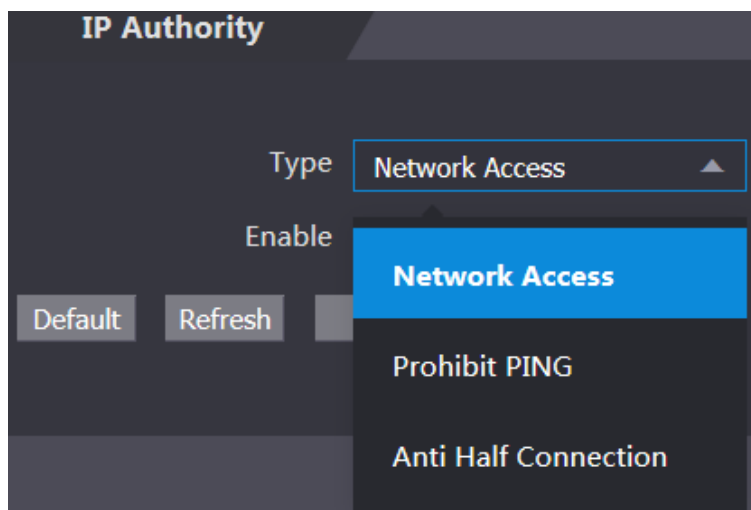 IP Authority
Type Network Access
Enable
Network Access
Default Refresh
Prohibit PING
Anti Half Connection